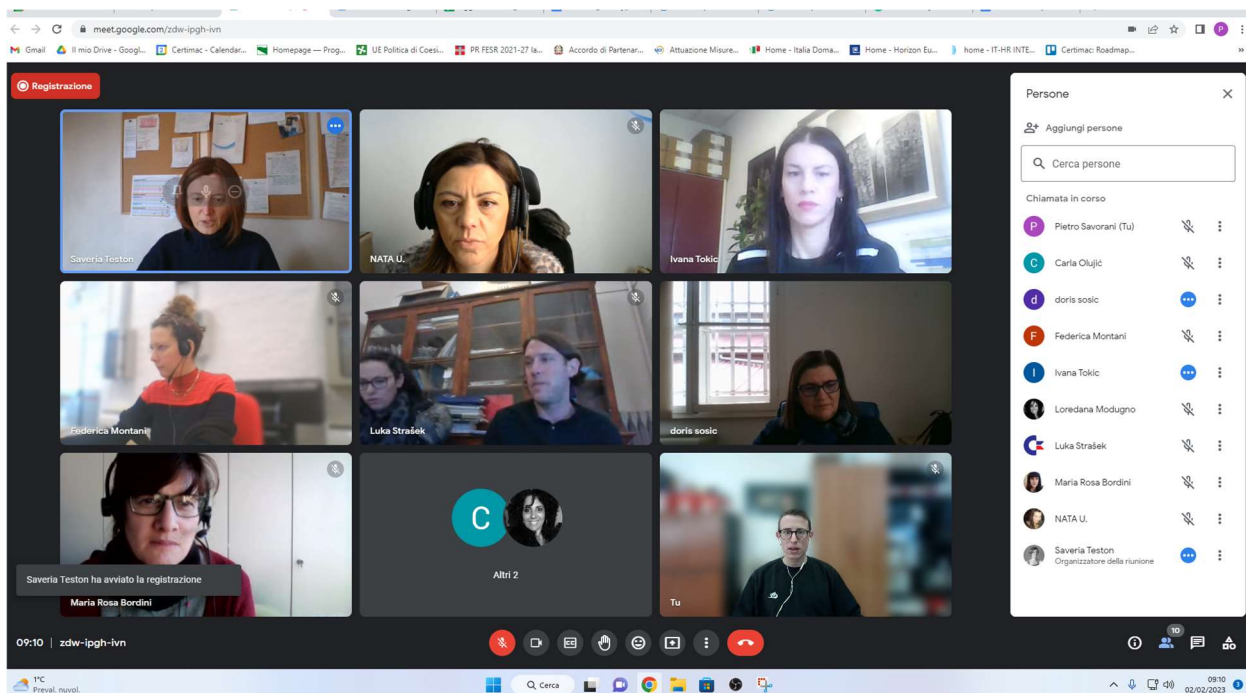 meet.google.com/zdw-ipgh-ivn
P
Gmail
Il mio Drive - Googl...
Certimac - Calendar...
Homepage — Prog...
UE Politica di Coesi...
PR FESR 2021-27 la...
Accordo di Partenar...
Attuazione Misure...
Home - Italia Doma...
Home - Horizon Eu...
home - IT-HR INTE...
Certimac: Roadmap...
Registrazione
Saveria Teston
NATA U.
Ivana Tokic
Federica Montani
Luka Strašek
doris sosic
Saveria Teston ha avviato la registrazione
Maria Rosa Bordini
C
Altri 2
Tu
Persone
Aggiungi persone
Cerca persone
Chiamata in corso
P Pietro Savorani (Tu)
C Carla Olujić
d doris sosic
F Federica Montani
I Ivana Tokic
Loredana Modugno
Luka Strašek
Maria Rosa Bordini
NATA U.
Saveria Teston
Organizzatore della riunione
09:10 | zdw-ipgh-ivn
10
1°C
Preval. nuvol.
Cerca
09:10
02/02/2023
3